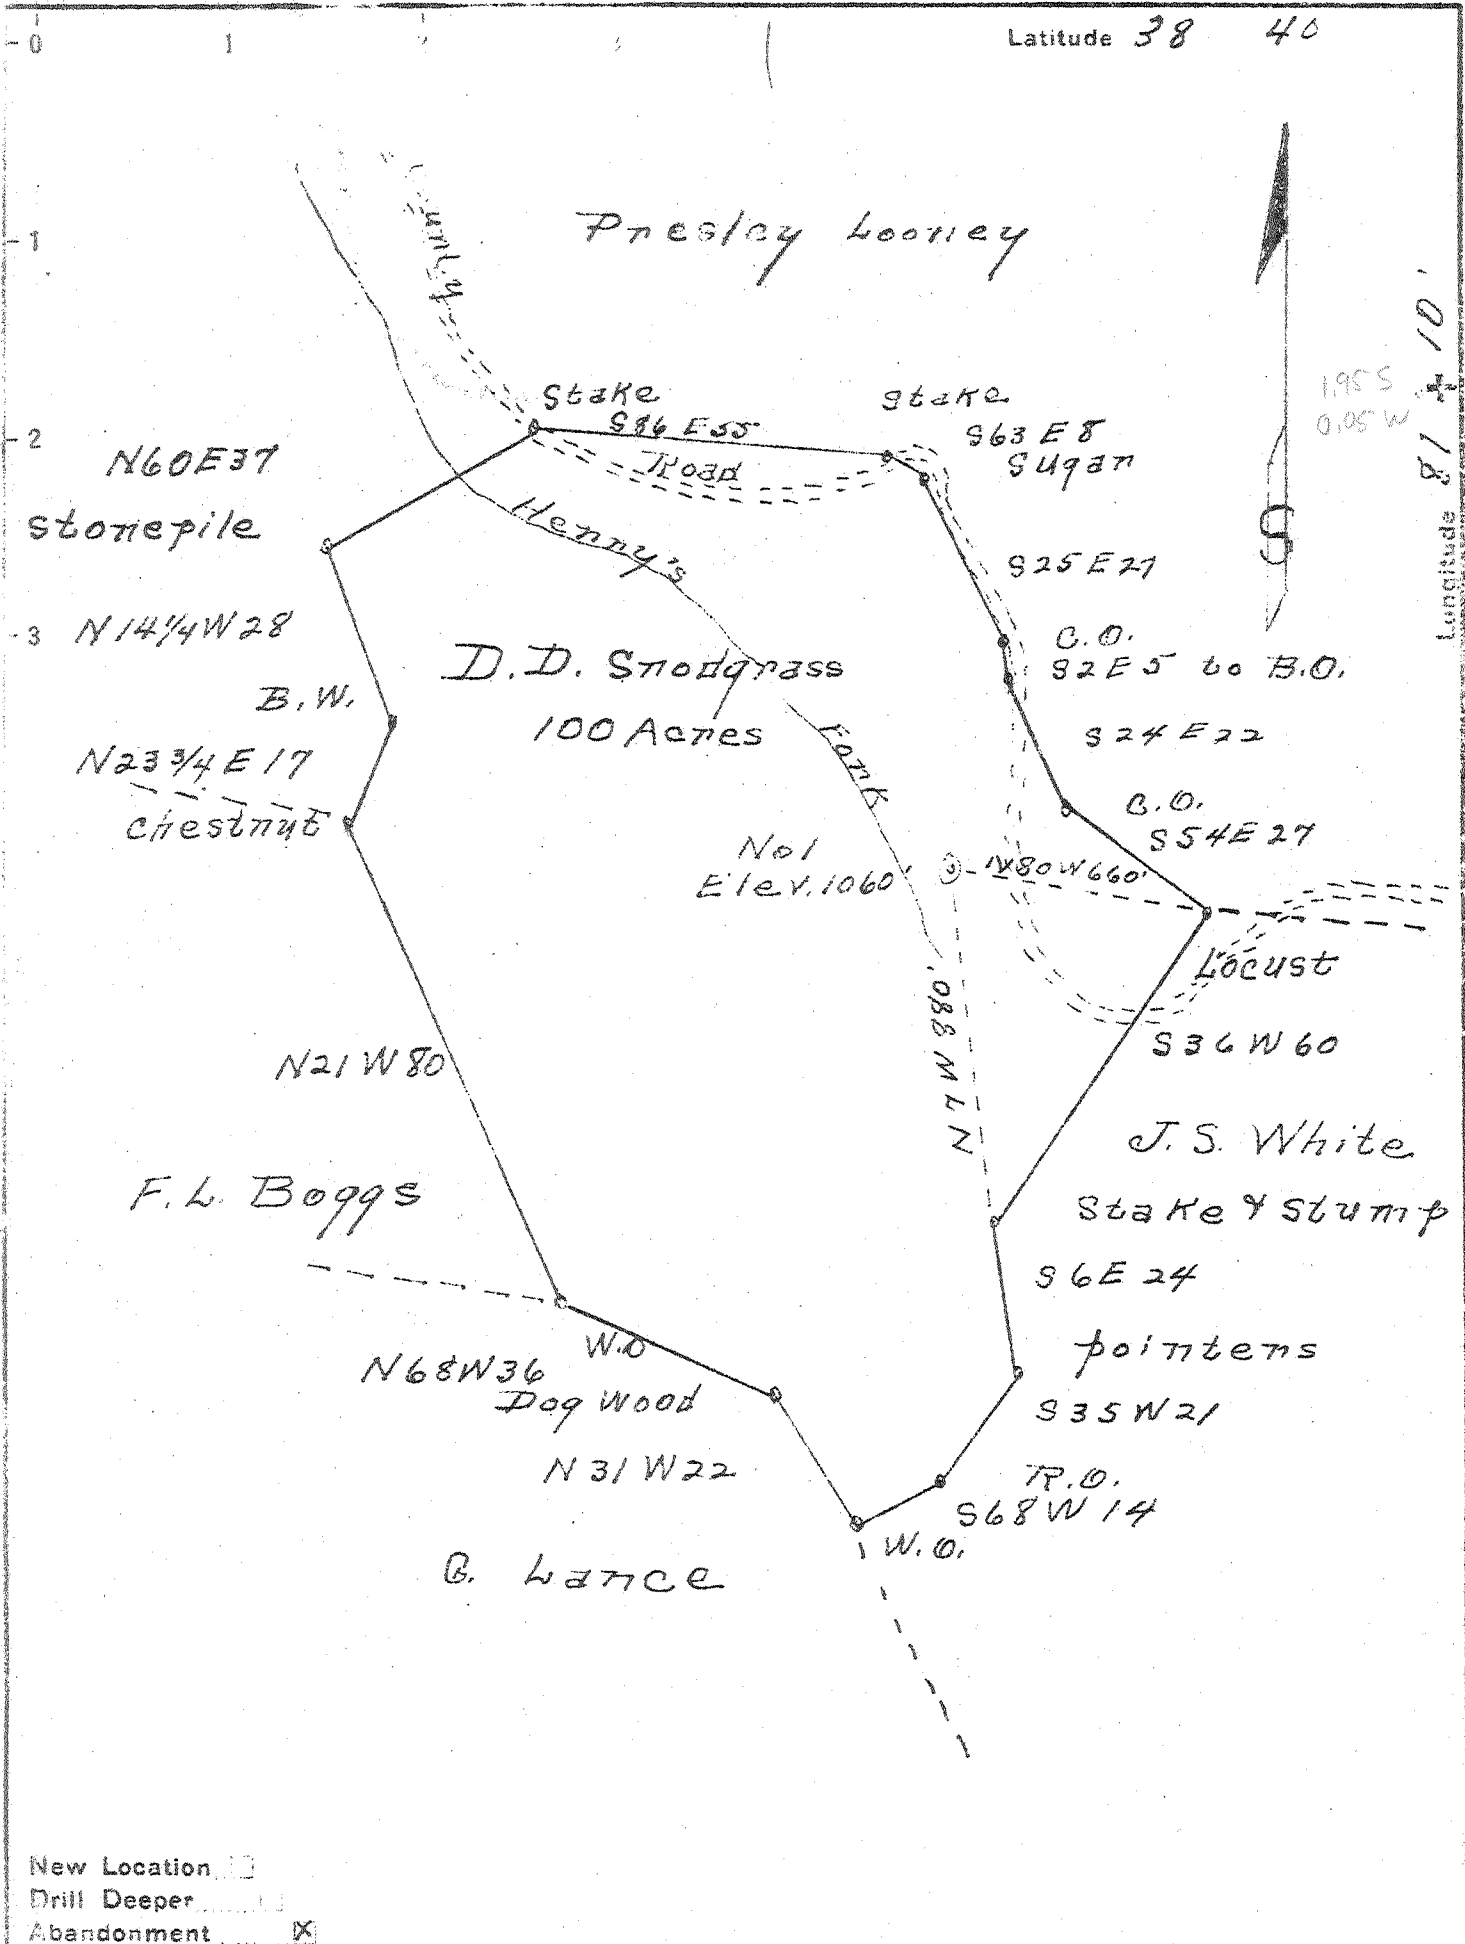 0 1
Latitude 38 40
Longitude 81 + 10'
1
2
3
1.95 S
0.05 W
S
Presley Looney
Stake
S86E55
Road
Stake
S63E8
Sugar
N60E37
Stonepile
Henry's
Fork
S25E27
C.O.
S2E5 to B.O.
N14¼W28
D.D. Snodgrass
100 Acres
B.W.
S24E22
N23¾E17
Chestnut
C.O.
S54E27
No1
Elev. 1060'
N80W660'
Locust
S36W60
N7W880'
N21W80
J.S. White
F.L. Boggs
Stake & Stump
S6E24
W.O
pointers
N68W36
Dog Wood
S35W21
N31W22
R.O.
S68W14
W.O.
G. Lance
New Location
Drill Deeper
Abandonment X